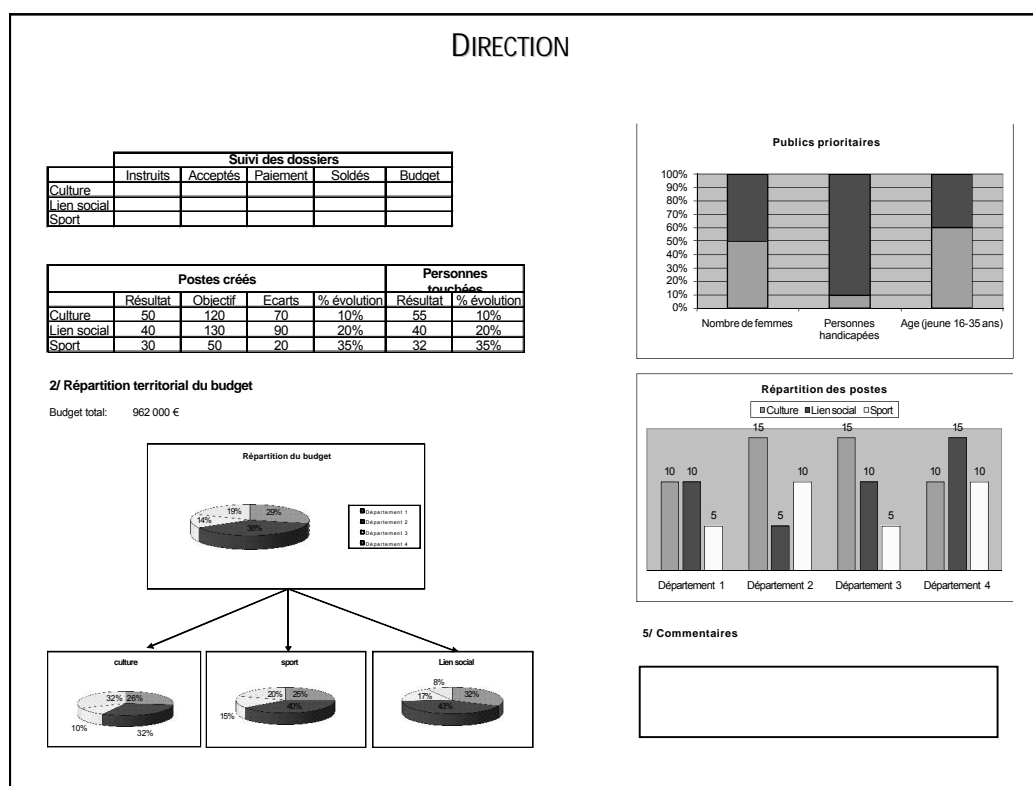 DIRECTION
Suivi des dossiers
Instruits Acceptés Paiement Soldés Budget
Culture
Lien social
Sport
Postes créés Personnes touchées
Résultat Objectif Ecarts % évolution Résultat % évolution
Culture 50 120 70 10% 55 10%
Lien social 40 130 90 20% 40 20%
Sport 30 50 20 35% 32 35%
2/ Répartition territorial du budget
Budget total: 962 000 €
Répartition du budget
19% 29%
14% 38%
Département 1
Département 2
Département 3
Département 4
culture
32% 26%
10% 32%
sport
20% 25%
15% 40%
Lien social
8%
17% 32%
43%
Publics prioritaires
100%
90%
80%
70%
60%
50%
40%
30%
20%
10%
0%
Nombre de femmes Personnes handicapées Age (jeune 16-35 ans)
Répartition des postes
Culture Lien social Sport
10 10 5 15 5 10 15 10 5 10 15 10
Département 1 Département 2 Département 3 Département 4
5/ Commentaires